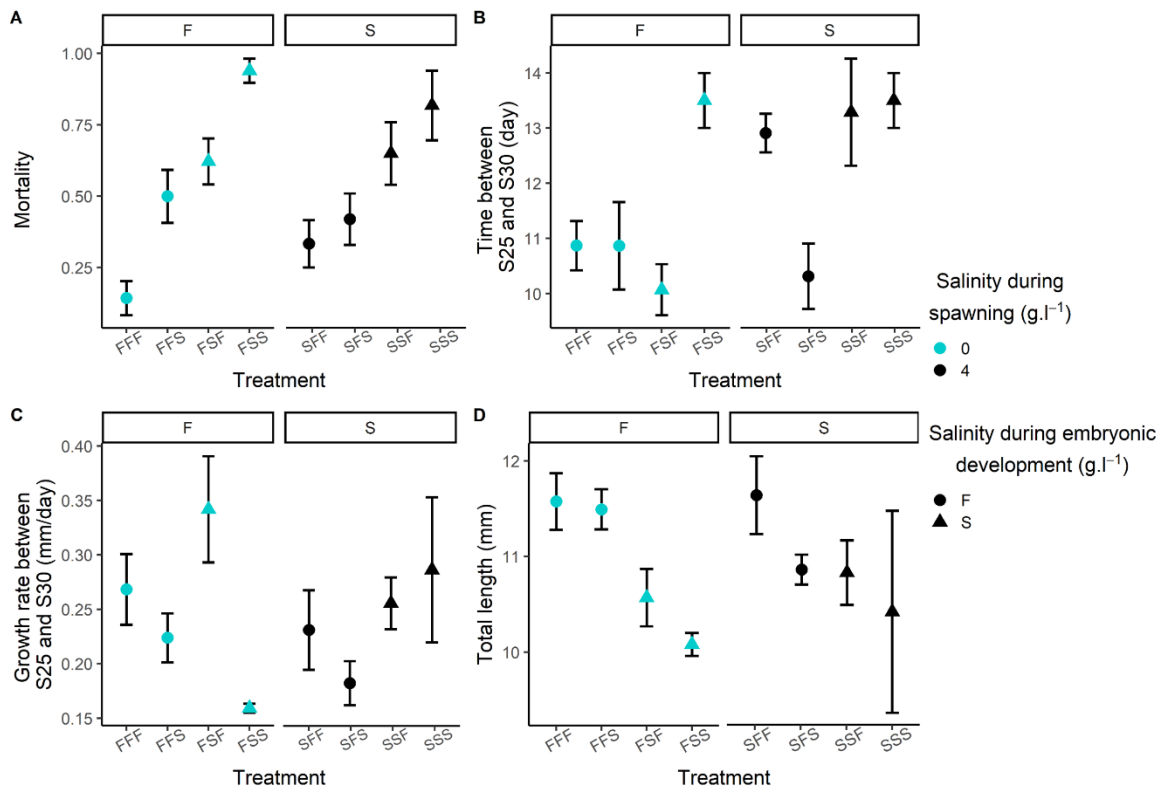 A
F
S
Mortality
1.00
0.75
0.50
0.25
FFF
FFS
FSF
FSS
SFF
SFS
SSF
SSS
Treatment
B
F
S
Time between
S25 and S30 (day)
14
13
12
11
10
FFF
FFS
FSF
FSS
SFF
SFS
SSF
SSS
Treatment
C
F
S
Growth rate between
S25 and S30 (mm/day)
0.40
0.35
0.30
0.25
0.20
0.15
FFF
FFS
FSF
FSS
SFF
SFS
SSF
SSS
Treatment
D
F
S
Total length (mm)
12
11
10
FFF
FFS
FSF
FSS
SFF
SFS
SSF
SSS
Treatment
Salinity during
spawning (g.l⁻¹)
0
4
Salinity during embryonic
development (g.l⁻¹)
F
S